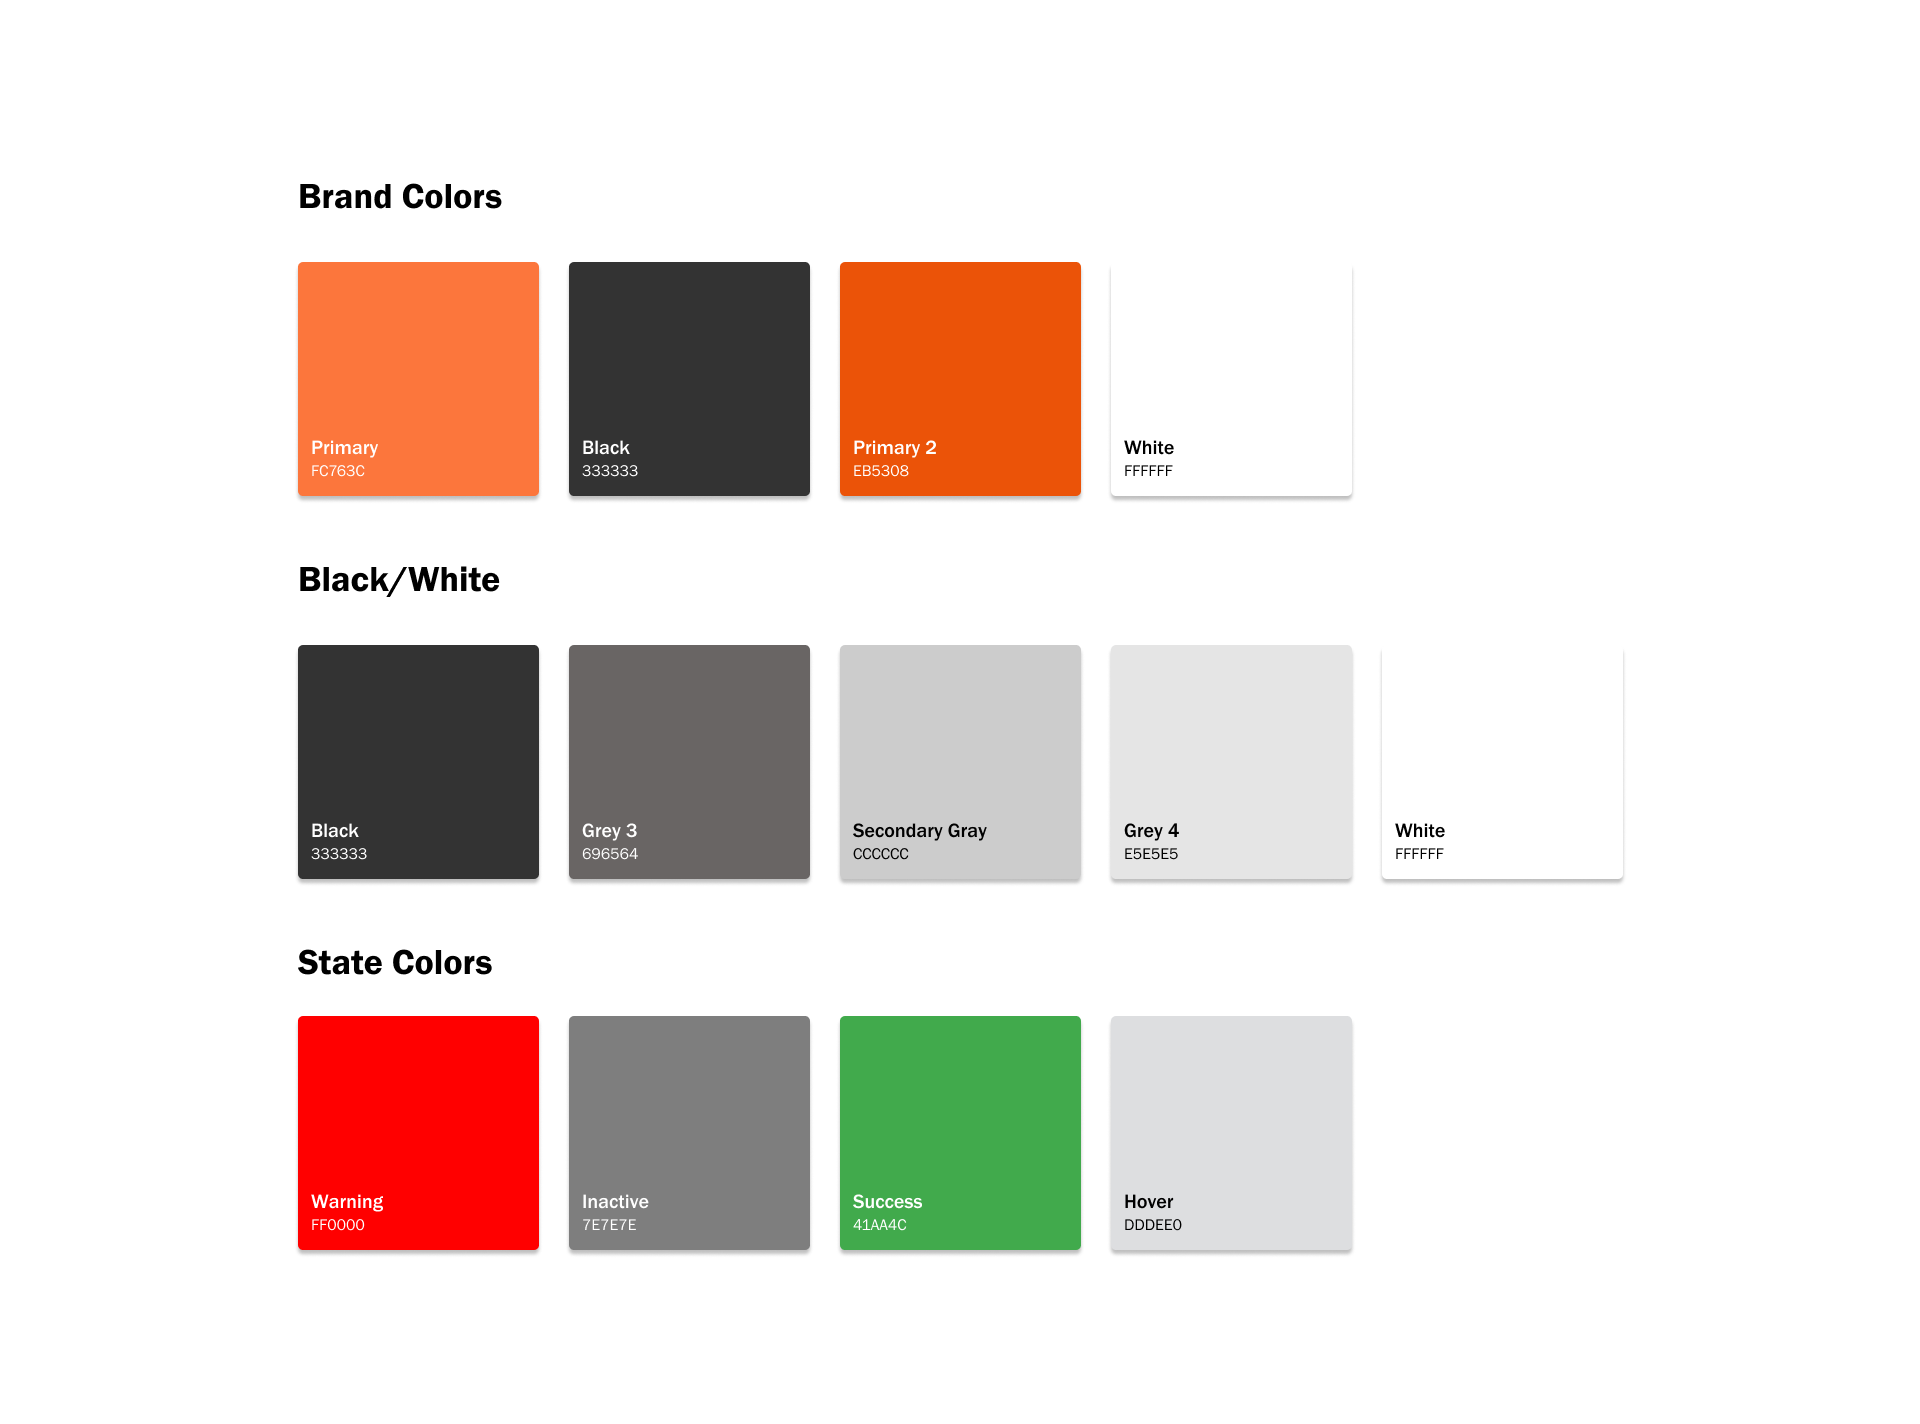 Brand Colors
Primary
FC763C
Black
333333
Primary 2
EB5308
White
FFFFFF
Black/White
Black
333333
Grey 3
696564
Secondary Gray
CCCCCC
Grey 4
E5E5E5
White
FFFFFF
State Colors
Warning
FF0000
Inactive
7E7E7E
Success
41AA4C
Hover
DDDEE0